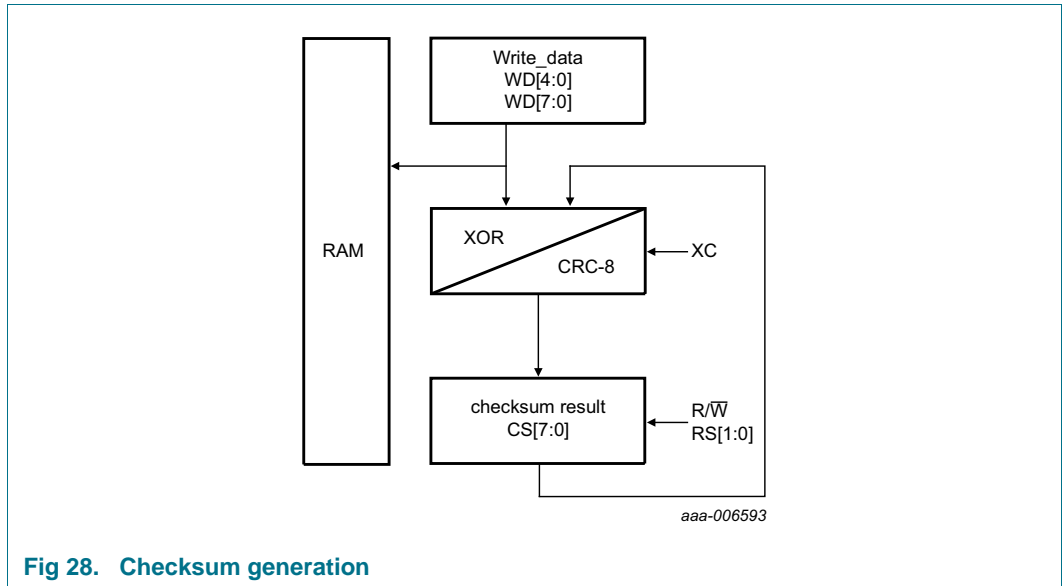 Write_data
WD[4:0]
WD[7:0]
RAM
XOR
CRC-8
XC
checksum result
CS[7:0]
R/W̅
RS[1:0]
aaa-006593
Fig 28. Checksum generation